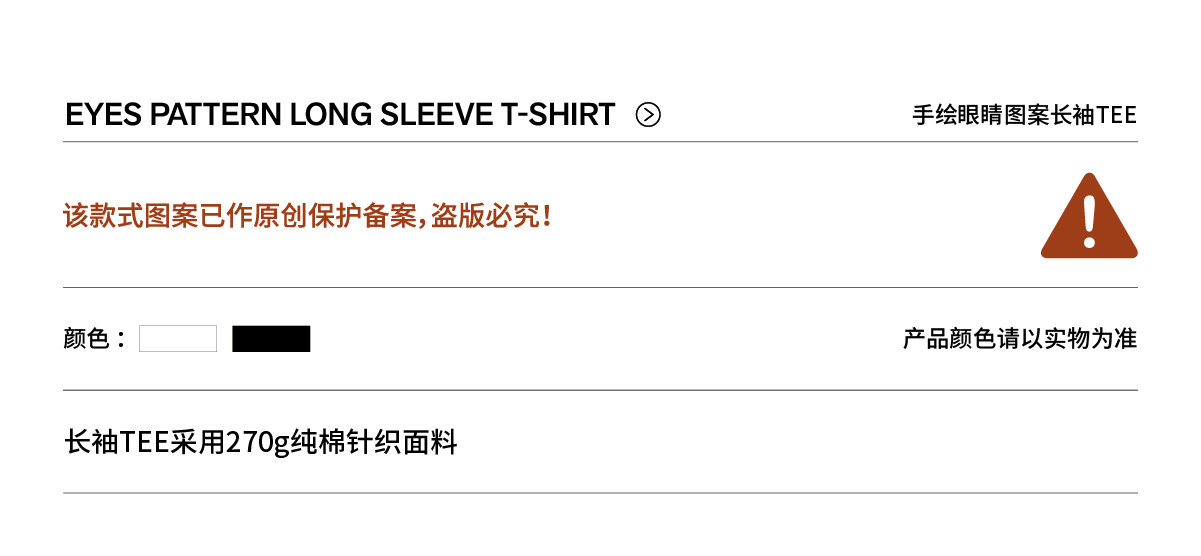 EYES PATTERN LONG SLEEVE T-SHIRT
手绘眼睛图案长袖TEE
该款式图案已作原创保护备案，盗版必究！
颜色：
产品颜色请以实物为准
长袖TEE采用270g纯棉针织面料